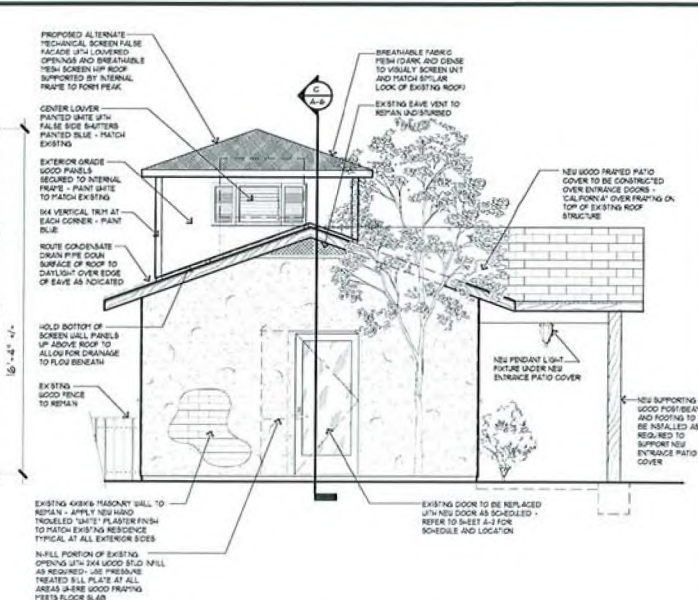 PROPOSED ALTERNATE
MECHANICAL SCREEN FALSE
FACADE WITH LOUVERED
OPENINGS AND BREATHABLE
MESH SCREEN HIP ROOF
SUPPORTED BY INTERNAL
FRAME TO FORM PEAK
CENTER LOUVER
PAINTED WHITE WITH
FALSE SIDE SHUTTERS
PAINTED BLUE - MATCH
EXISTING
EXTERIOR GRADE
WOOD PANELS
SECURED TO INTERNAL
FRAME - PAINT WHITE
TO MATCH EXISTING
1X4 VERTICAL TRIM AT
EACH CORNER - PAINT
BLUE
ROUTE CONDENSATE
DRAIN PIPE DOWN
SURFACE OF ROOF TO
DAYLIGHT OVER EDGE
OF EAVE AS INDICATED
HOLD BOTTOM OF
SCREEN WALL PANELS
UP ABOVE ROOF TO
ALLOW FOR DRAINAGE
TO FLOW BENEATH
16'-4" +/-
EXISTING
WOOD FENCE
TO REMAIN
EXISTING 4X8X16 MASONRY WALL TO
REMAIN - APPLY NEW HAND
TROWELED "WHITE" PLASTER FINISH
TO MATCH EXISTING RESIDENCE
TYPICAL AT ALL EXTERIOR SIDES
IN-FILL PORTION OF EXISTING
OPENING WITH 2X4 WOOD STUD INFILL
AS REQUIRED - USE PRESSURE
TREATED SILL PLATE AT ALL
AREAS WHERE WOOD FRAMING
MEETS FLOOR SLAB
C
A-6
BREATHABLE FABRIC
MESH (DARK AND DENSE
TO VISUALY SCREEN UNIT
AND MATCH SIMILAR
LOOK OF EXISTING ROOF)
EXISTING EAVE VENT TO
REMAIN UNDISTURBED
NEW WOOD FRAMED PATIO
COVER TO BE CONSTRUCTED
OVER ENTRANCE DOORS -
"CALIFORNIA" OVER FRAMING ON
TOP OF EXISTING ROOF
STRUCTURE
NEW PENDANT LIGHT
FIXTURE UNDER NEW
ENTRANCE PATIO COVER
NEW SUPPORTING
WOOD POST/BEAM
AND FOOTING TO
BE INSTALLED AS
REQUIRED TO
SUPPORT NEW
ENTRANCE PATIO
COVER
EXISTING DOOR TO BE REPLACED
WITH NEW DOOR AS SCHEDULED -
REFER TO SHEET A-2 FOR
SCHEDULE AND LOCATION